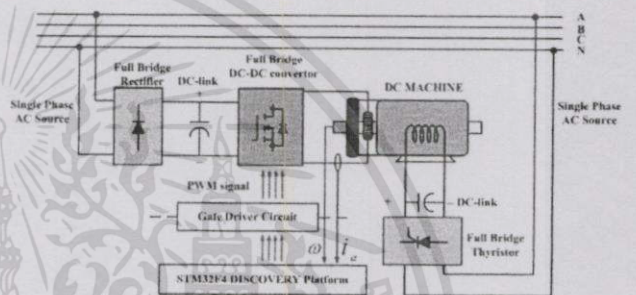 A
B
C
N
Full Bridge
Rectifier
DC-link
+
Full Bridge
DC-DC convertor
DC MACHINE
Single Phase
AC Source
Single Phase
AC Source
PWM signal
Gate Driver Circuit
ω
i a
+
DC-link
Full Bridge
Thyristor
STM32F4 DISCOVERY Platform